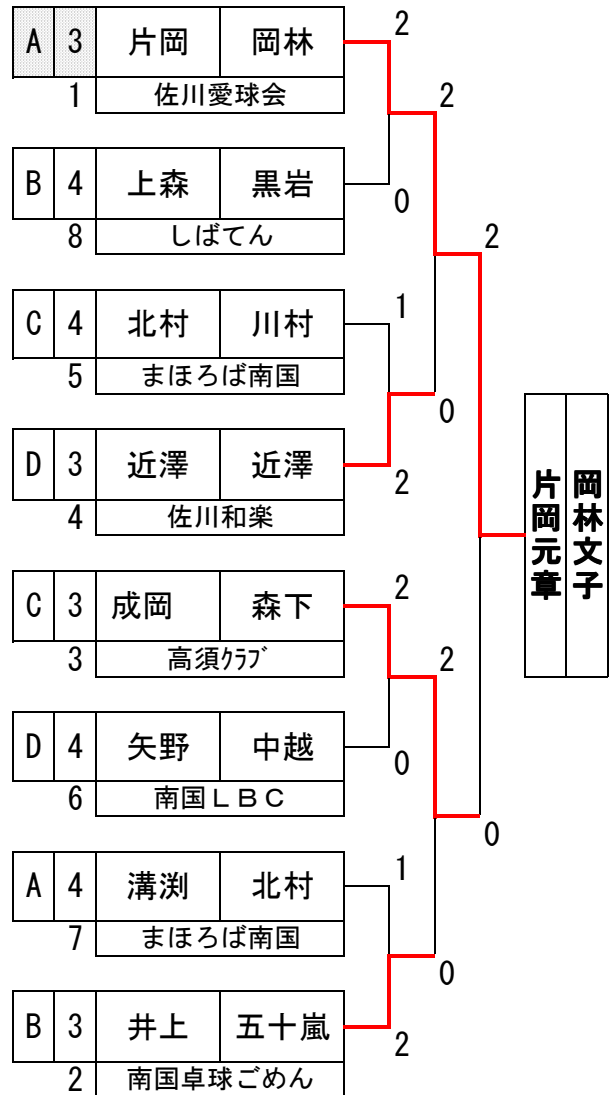 A 3 片岡 岡林 2
1 佐川愛球会
2
B 4 上森 黒岩
0
8 しばてん
2
C 4 北村 川村 1
5 まほろば南国
0
D 3 近澤 近澤 2
4 佐川和楽
片岡元章
岡林文子
C 3 成岡 森下 2
3 高須ｸﾗﾌﾞ
2
D 4 矢野 中越
0
6 南国ＬＢＣ
0
A 4 溝渕 北村 1
7 まほろば南国
0
B 3 井上 五十嵐 2
2 南国卓球ごめん